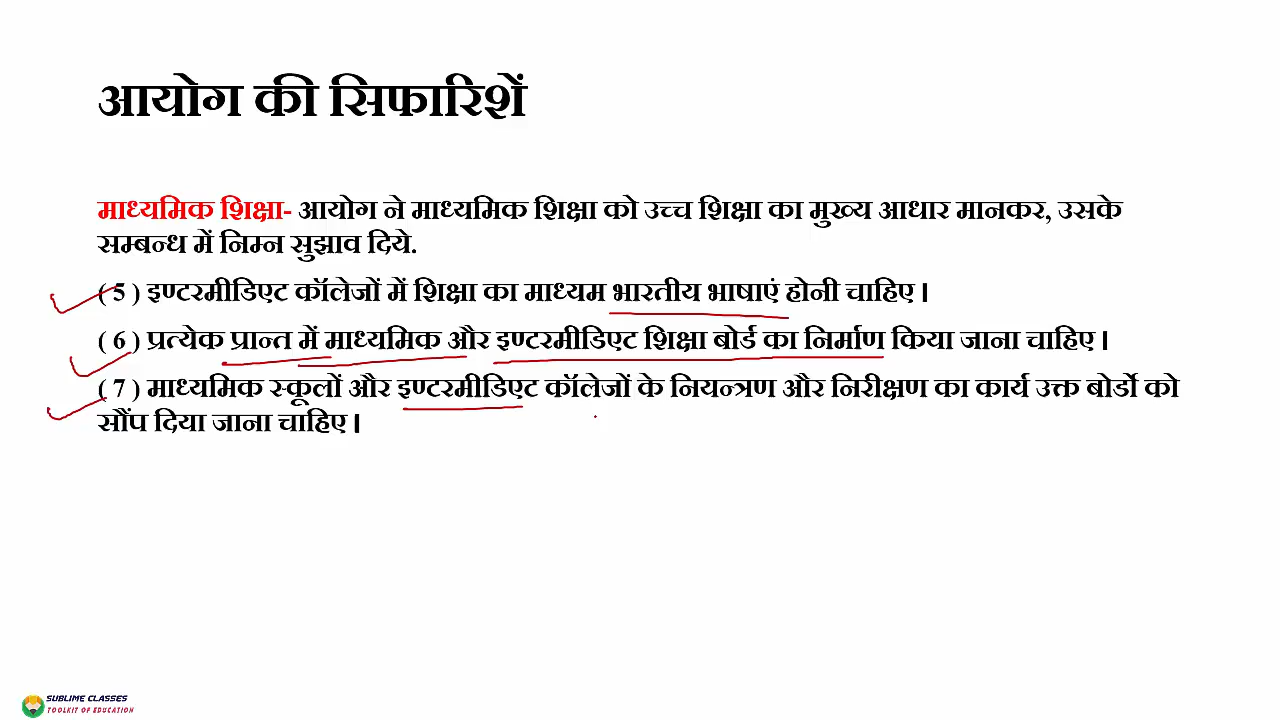 आयोग की सिफारिशें
माध्यमिक शिक्षा- आयोग ने माध्यमिक शिक्षा को उच्च शिक्षा का मुख्य आधार मानकर, उसके
सम्बन्ध में निम्न सुझाव दिये.
( 5 ) इण्टरमीडिएट कॉलेजों में शिक्षा का माध्यम भारतीय भाषाएं होनी चाहिए ।
( 6 ) प्रत्येक प्रान्त में माध्यमिक और इण्टरमीडिएट शिक्षा बोर्ड का निर्माण किया जाना चाहिए ।
( 7 ) माध्यमिक स्कूलों और इण्टरमीडिएट कॉलेजों के नियन्त्रण और निरीक्षण का कार्य उक्त बोर्डो को
सौंप दिया जाना चाहिए ।
SUBLIME CLASSES
TOOLKIT OF EDUCATION